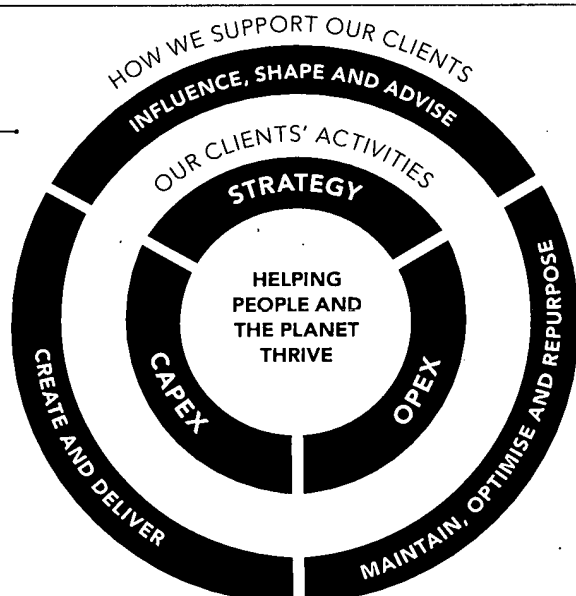 HOW WE SUPPORT OUR CLIENTS
INFLUENCE, SHAPE AND ADVISE
OUR CLIENTS' ACTIVITIES
STRATEGY
HELPING
PEOPLE AND
THE PLANET
THRIVE
CAPEX
OPEX
CREATE AND DELIVER
MAINTAIN, OPTIMISE AND REPURPOSE